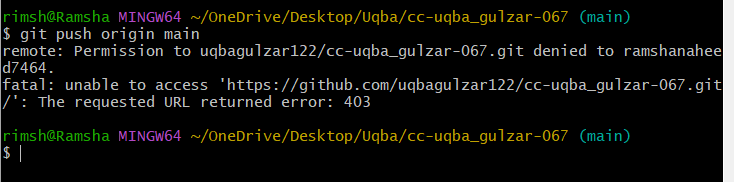 rimsh@Ramsha MINGW64 ~/OneDrive/Desktop/Uqba/cc-uqba_gulzar-067 (main)
$ git push origin main
remote: Permission to uqbagulzar122/cc-uqba_gulzar-067.git denied to ramshanahee
d7464.
fatal: unable to access 'https://github.com/uqbagulzar122/cc-uqba_gulzar-067.git
/': The requested URL returned error: 403
rimsh@Ramsha MINGW64 ~/OneDrive/Desktop/Uqba/cc-uqba_gulzar-067 (main)
$